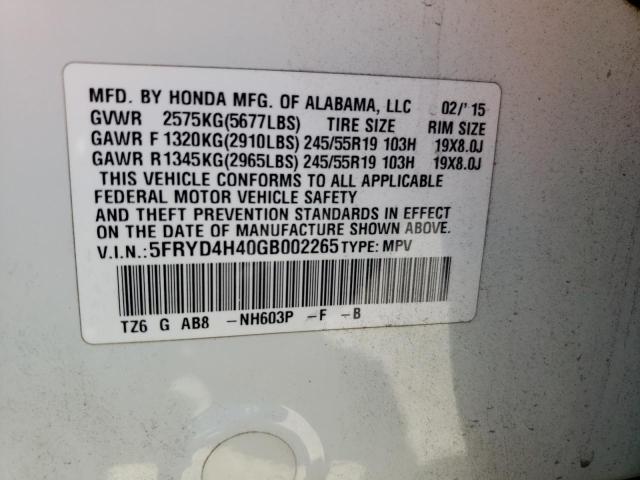 MFD. BY HONDA MFG. OF ALABAMA, LLC 02/'15
GVWR 2575KG(5677LBS) TIRE SIZE RIM SIZE
GAWR F 1320KG(2910LBS) 245/55R19 103H 19X8.0J
GAWR R1345KG(2965LBS) 245/55R19 103H 19X8.0J
THIS VEHICLE CONFORMS TO ALL APPLICABLE
FEDERAL MOTOR VEHICLE SAFETY
AND THEFT PREVENTION STANDARDS IN EFFECT
ON THE DATE OF MANUFACTURE SHOWN ABOVE.
V.I.N.:5FRYD4H40GB002265 TYPE: MPV
TZ6 G AB8 -NH603P -F -B